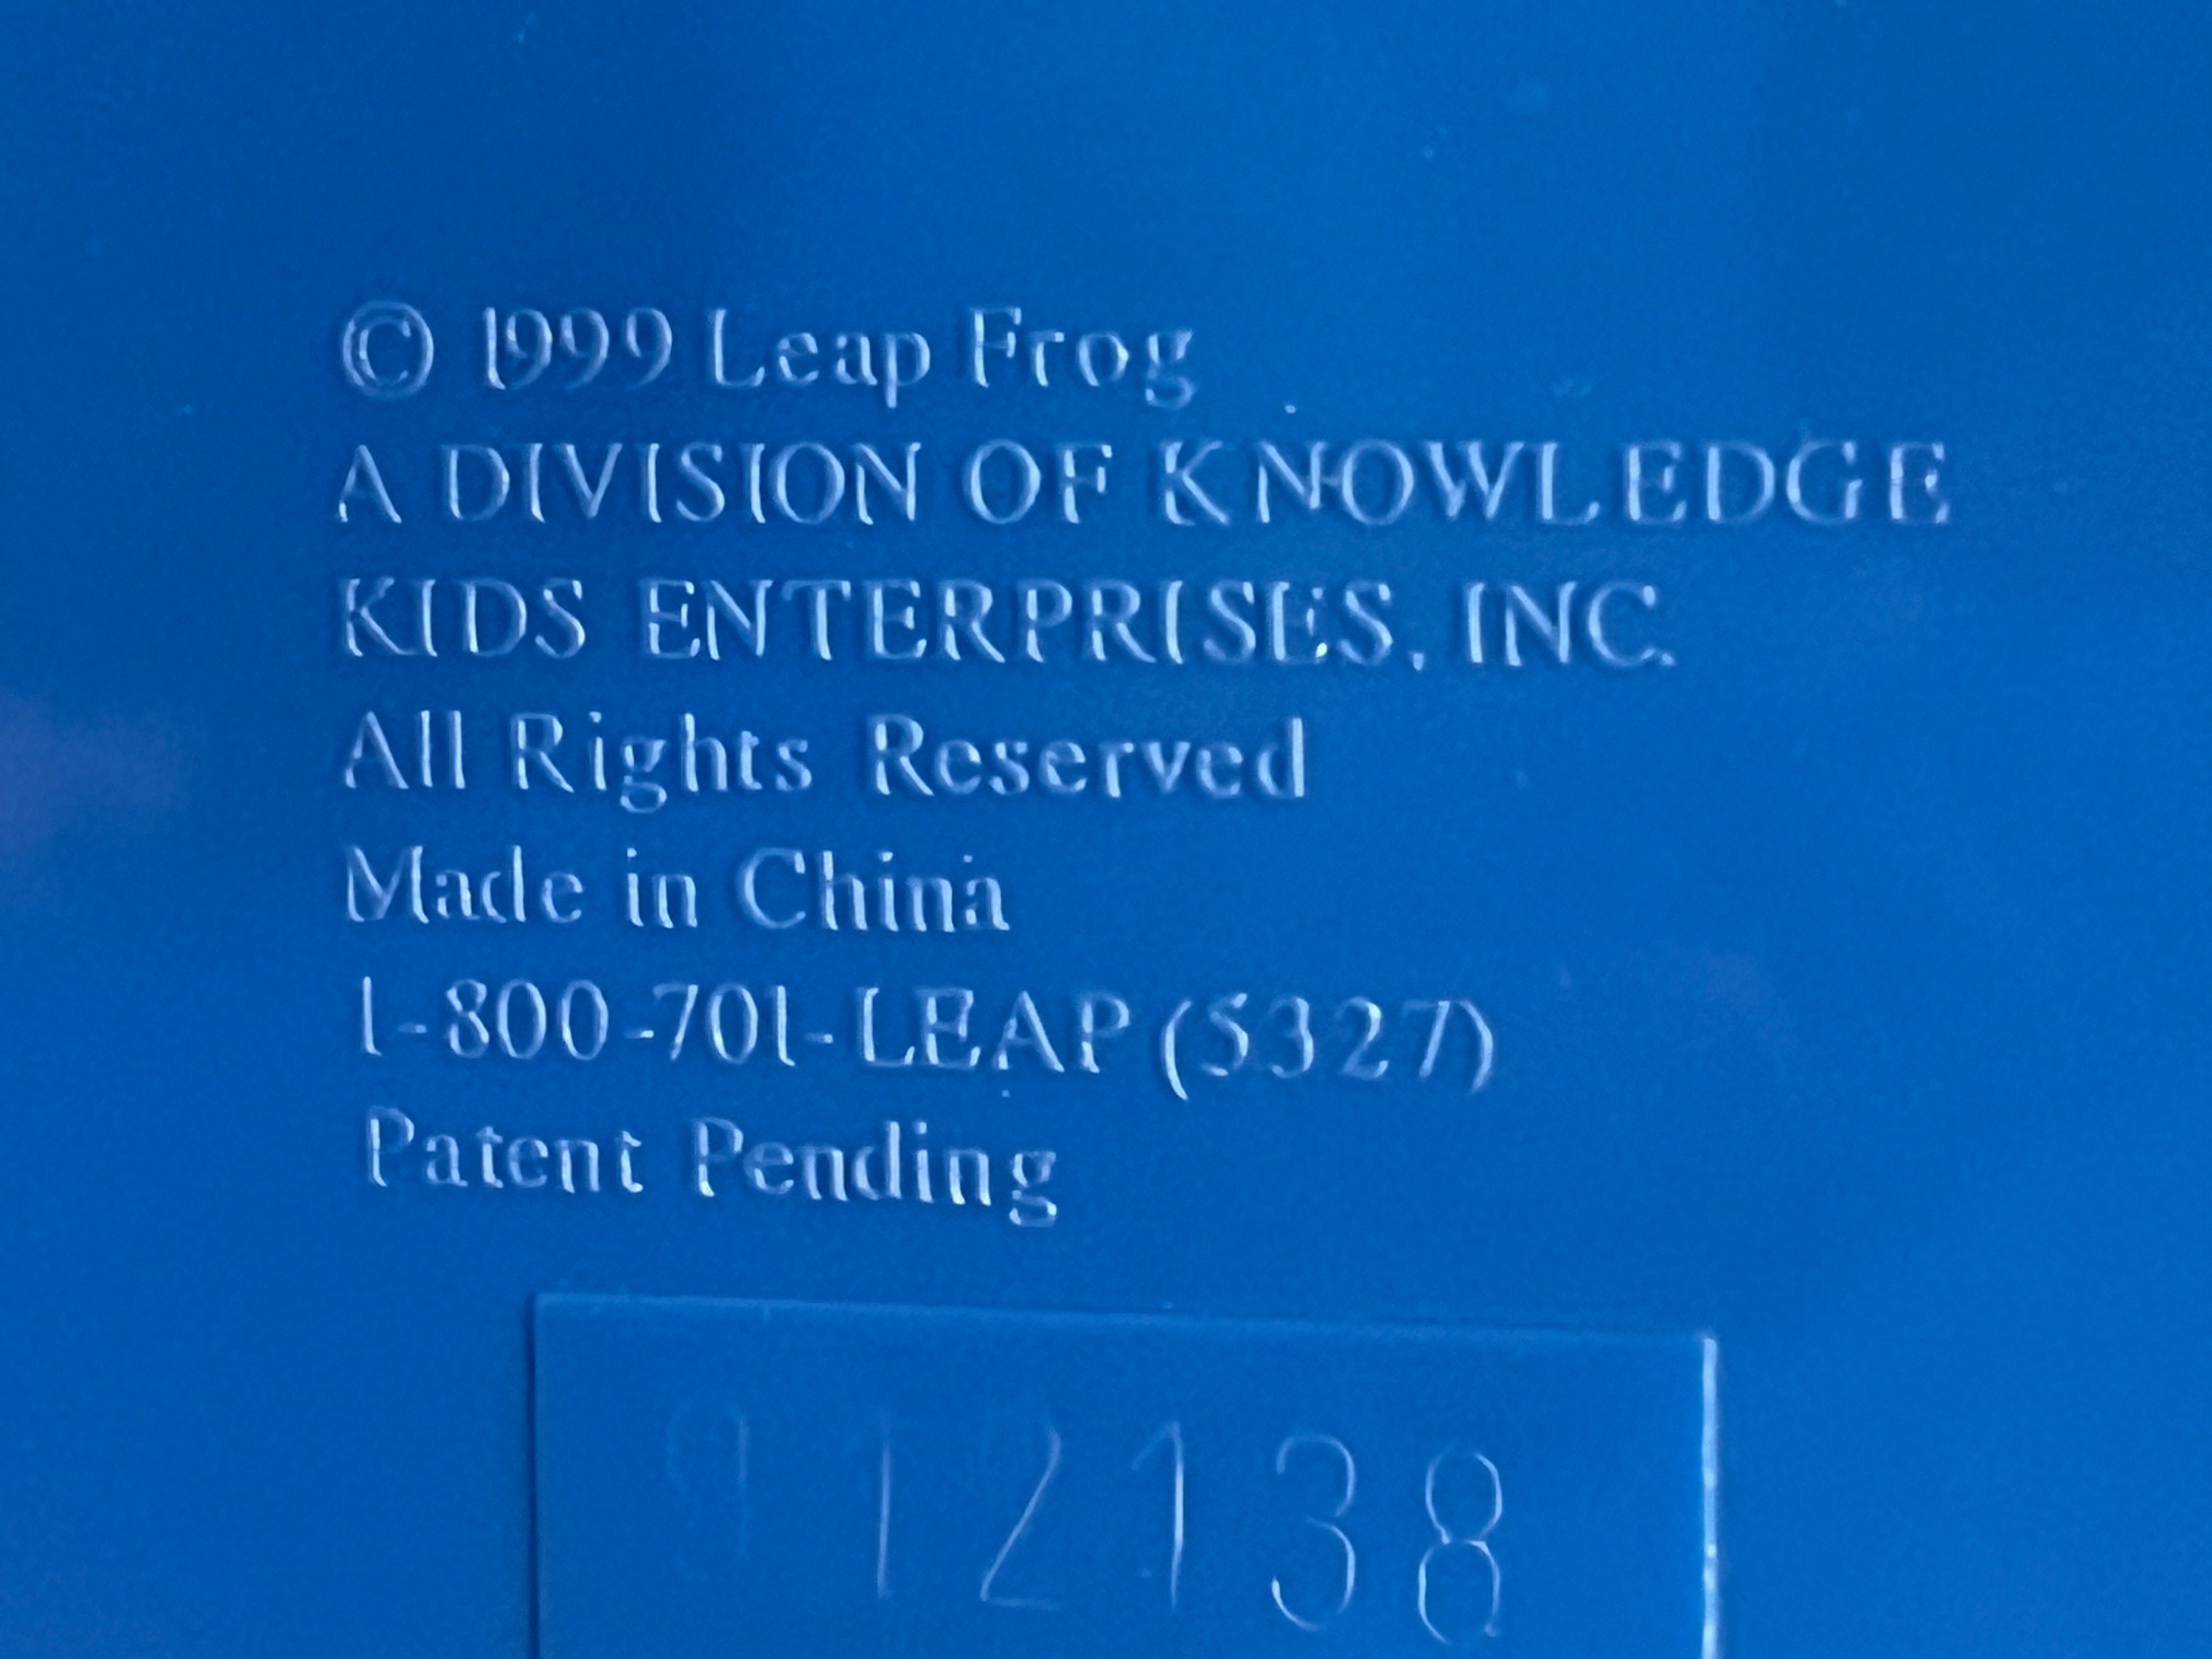 © 1999 Leap Frog
A DIVISION OF KNOWLEDGE
KIDS ENTERPRISES, INC.
All Rights Reserved
Made in China
1-800-701-LEAP (5327)
Patent Pending
912138